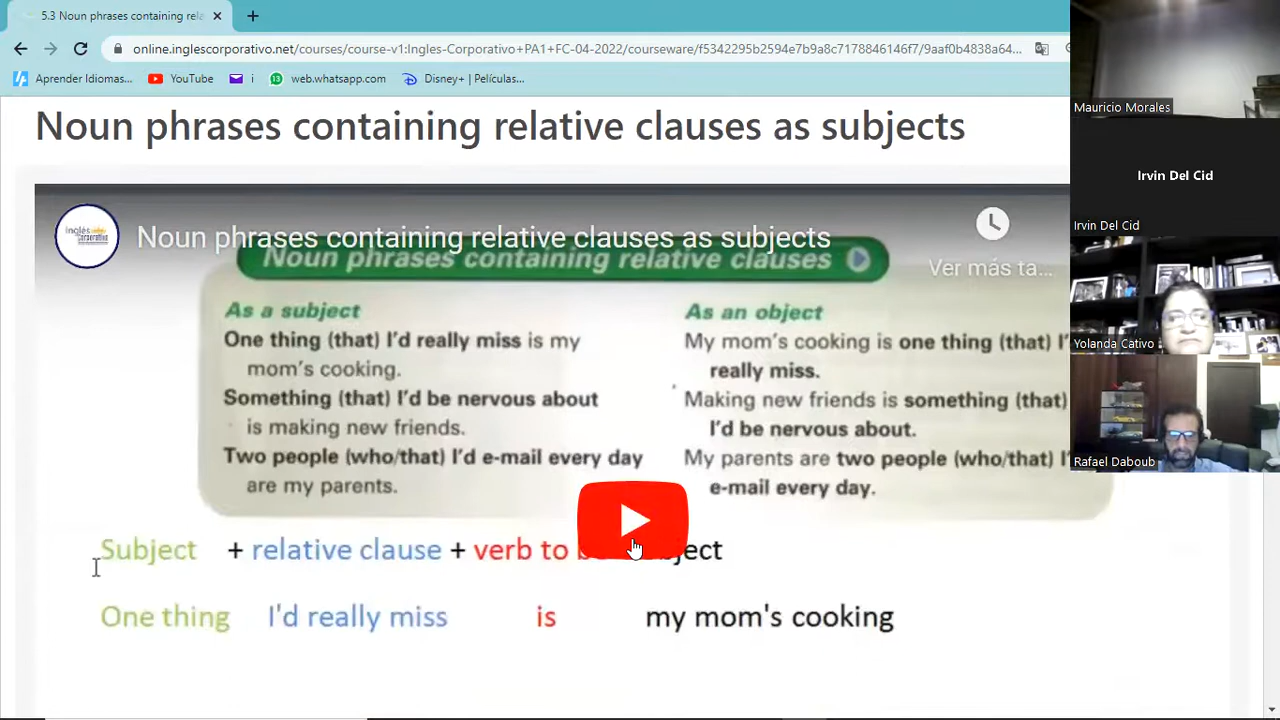 5.3 Noun phrases containing rela
online.inglescorporativo.net/courses/course-v1:Ingles-Corporativo+PA1+FC-04-2022/courseware/f5342295b2594e7b9a8c7178846146f7/9aaf0b4838a64...
Aprender Idiomas... YouTube i web.whatsapp.com Disney+ | Películas...
Noun phrases containing relative clauses as subjects
Noun phrases containing relative clauses as subjects
Ver más ta...
Noun phrases containing relative clauses
As a subject
One thing (that) I'd really miss is my
mom's cooking.
Something (that) I'd be nervous about
is making new friends.
Two people (who/that) I'd e-mail every day
are my parents.
As an object
My mom's cooking is one thing (that)
really miss.
Making new friends is something (that)
I'd be nervous about.
My parents are two people (who/that)
e-mail every day.
Subject + relative clause + verb to
One thing I'd really miss is my mom's cooking
Mauricio Morales
Irvin Del Cid
Irvin Del Cid
Yolanda Cativo
Rafael Daboub